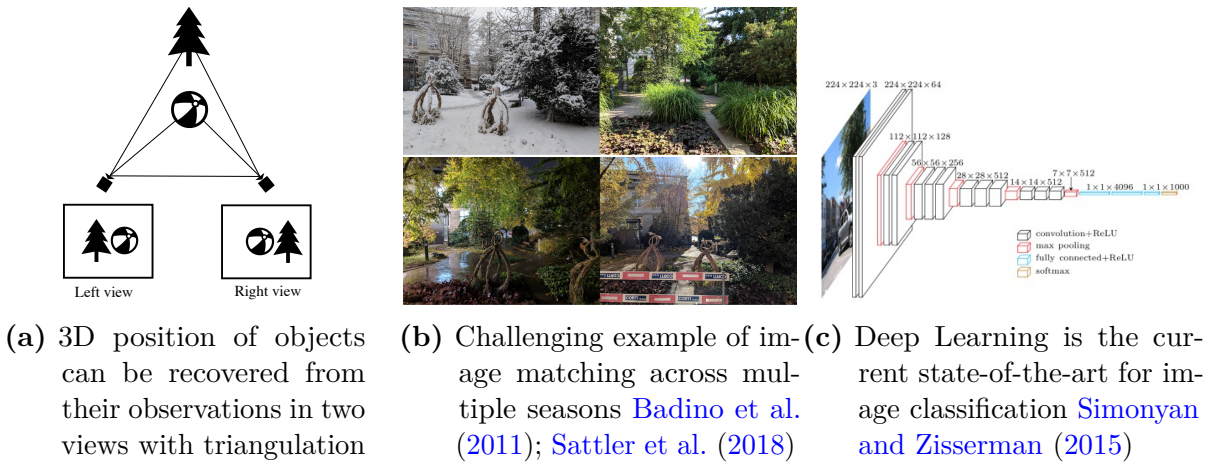 Left view
Right view
(a) 3D position of objects
can be recovered from
their observations in two
views with triangulation
(b) Challenging example of im-
age matching across mul-
tiple seasons Badino et al.
(2011); Sattler et al. (2018)
224×224×3 224×224×64
112×112×128
56×56×256
28×28×512
14×14×512
7×7×512
1×1×4096 1×1×1000
convolution+ReLU
max pooling
fully connected+ReLU
softmax
(c) Deep Learning is the cur-
rent state-of-the-art for im-
age classification Simonyan
and Zisserman (2015)